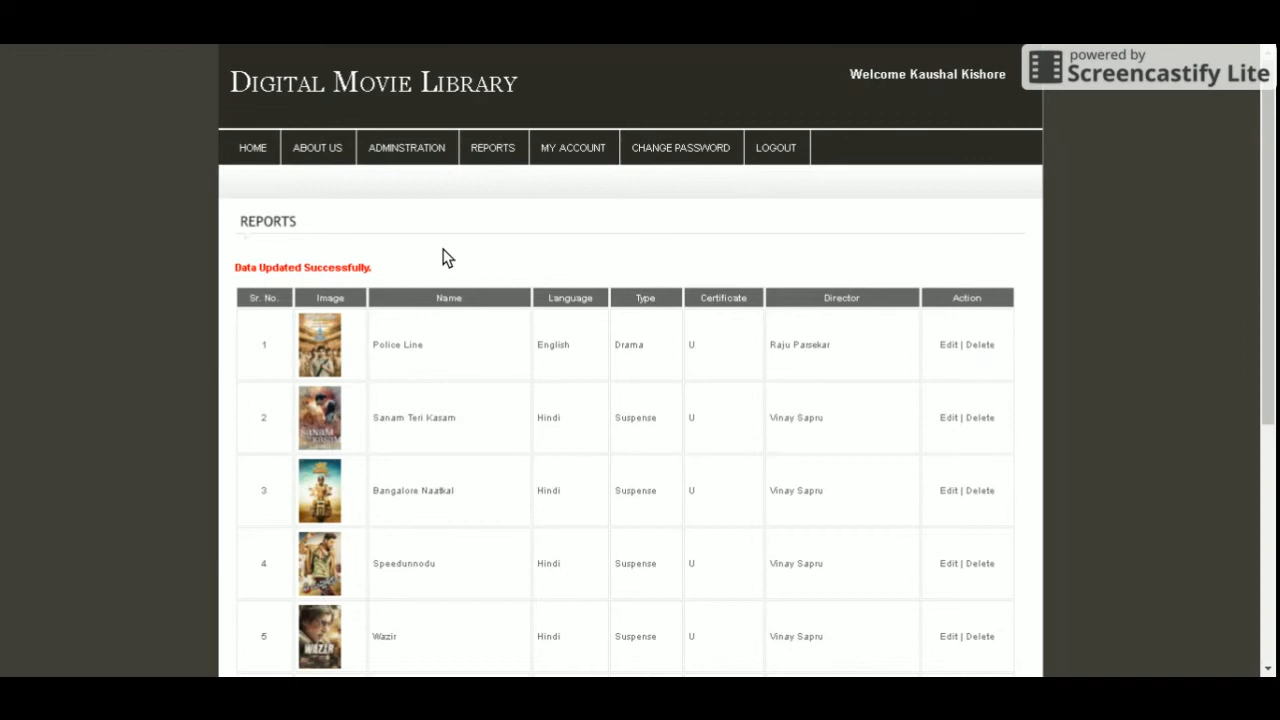 powered by
Screencastify Lite
DIGITAL MOVIE LIBRARY
Welcome Kaushal Kishore
HOME ABOUT US ADMINSTRATION REPORTS MY ACCOUNT CHANGE PASSWORD LOGOUT
REPORTS
Data Updated Successfully.
Sr. No. Image Name Language Type Certificate Director Action
1 Police Line English Drama U Raju Parsekar Edit | Delete
2 Sanam Teri Kasam Hindi Suspense U Vinay Sapru Edit | Delete
3 Bangalore Naatkal Hindi Suspense U Vinay Sapru Edit | Delete
4 Speedunnodu Hindi Suspense U Vinay Sapru Edit | Delete
5 Wazir Hindi Suspense U Vinay Sapru Edit | Delete
WAZIR